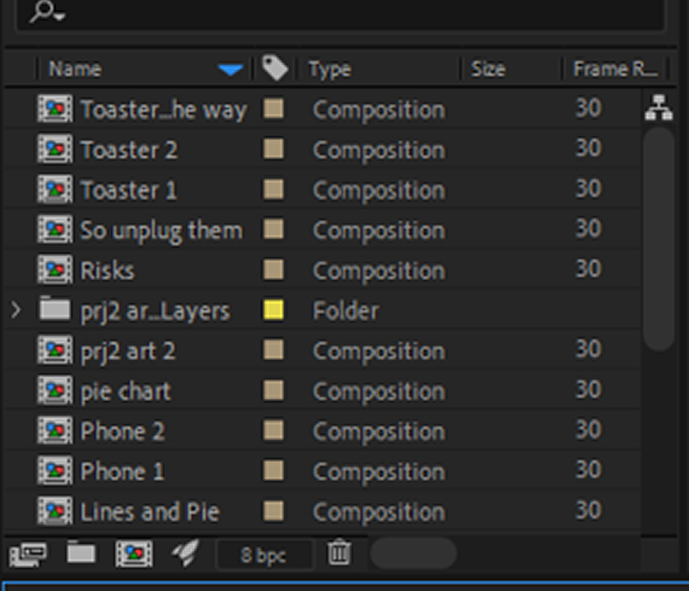 Name Type Size Frame R...
Toaster...he way Composition 30
Toaster 2 Composition 30
Toaster 1 Composition 30
So unplug them Composition 30
Risks Composition 30
prj2 ar...Layers Folder
prj2 art 2 Composition 30
pie chart Composition 30
Phone 2 Composition 30
Phone 1 Composition 30
Lines and Pie Composition 30
8 bpc